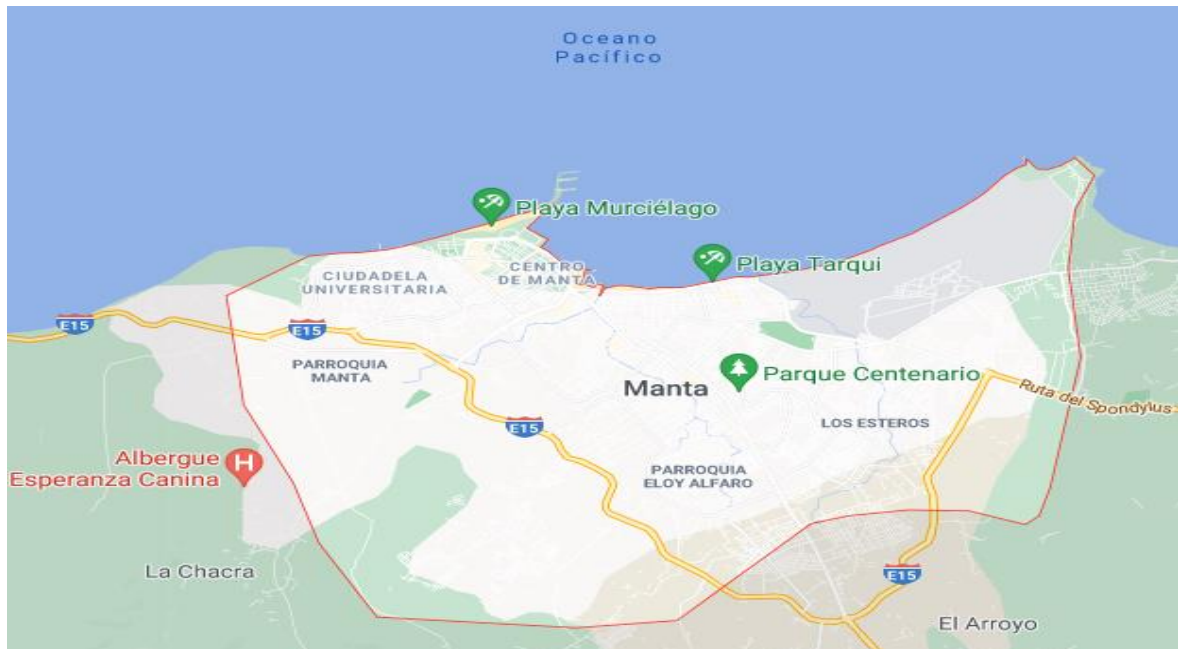 Oceano
Pacífico
Playa Murciélago
CIUDADELA
UNIVERSITARIA
CENTRO
DE MANTA
Playa Tarqui
E15
E15
PARROQUIA
MANTA
Manta
Parque Centenario
Ruta del Spondylus
E15
LOS ESTEROS
Albergue
Esperanza Canina
H
PARROQUIA
ELOY ALFARO
La Chacra
E15
El Arroyo